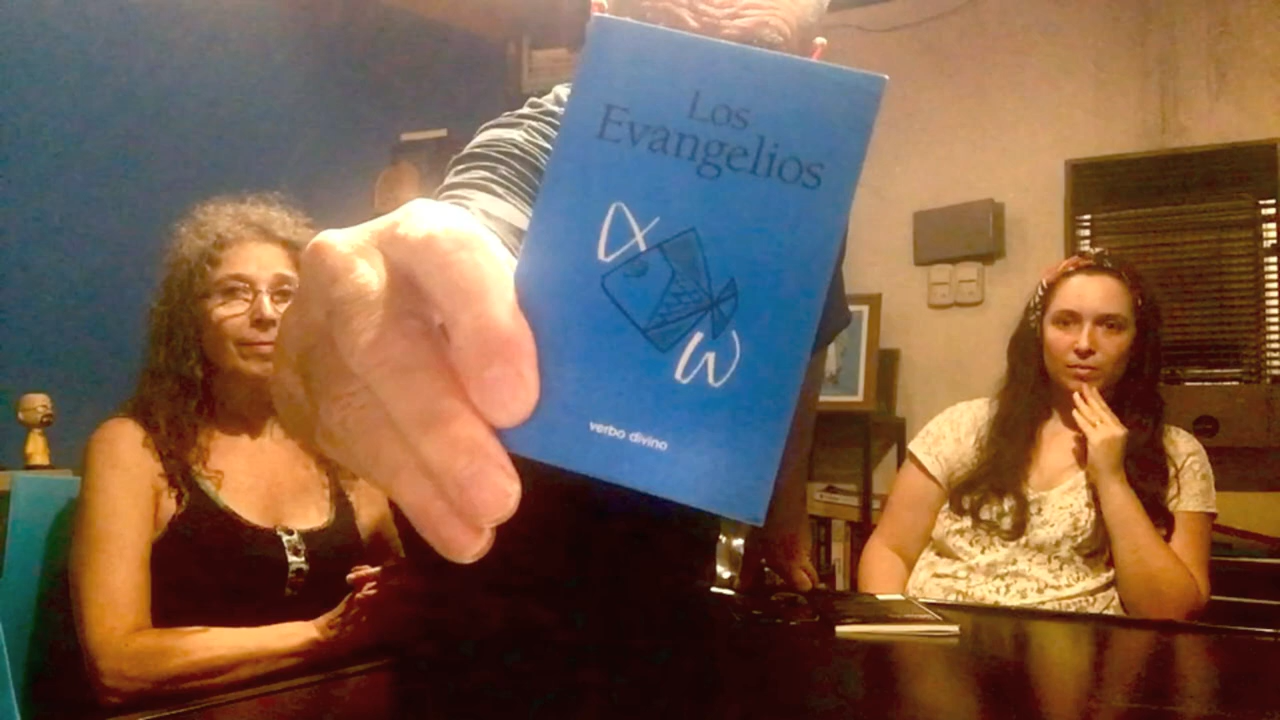 Los
Evangelios
α
ω
verbo divino